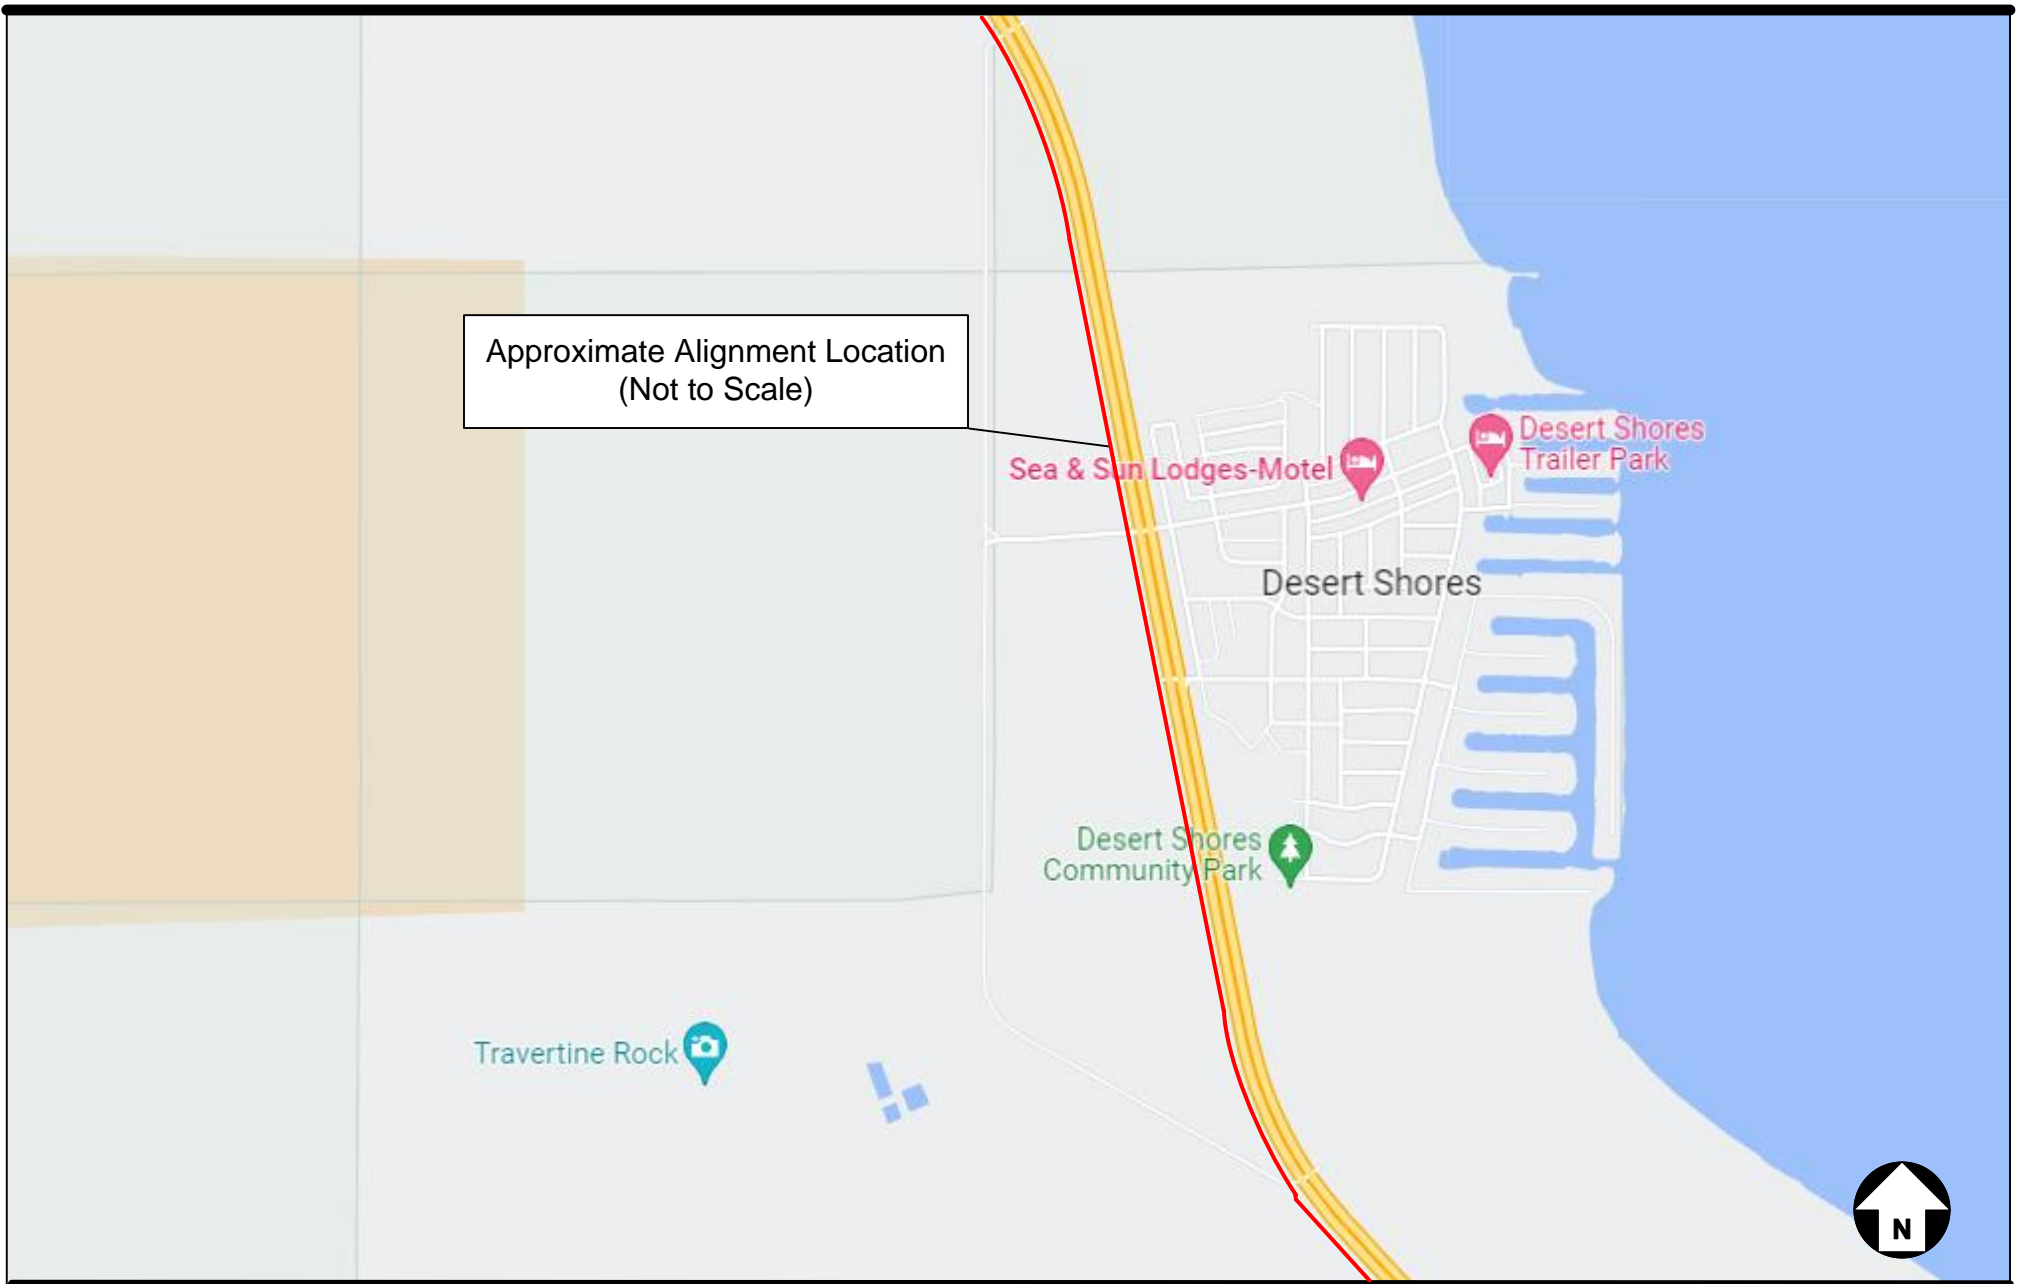 Approximate Alignment Location
(Not to Scale)
Desert Shores
Trailer Park
Sea & Sun Lodges-Motel
Desert Shores
Desert Shores
Community Park
Travertine Rock
N